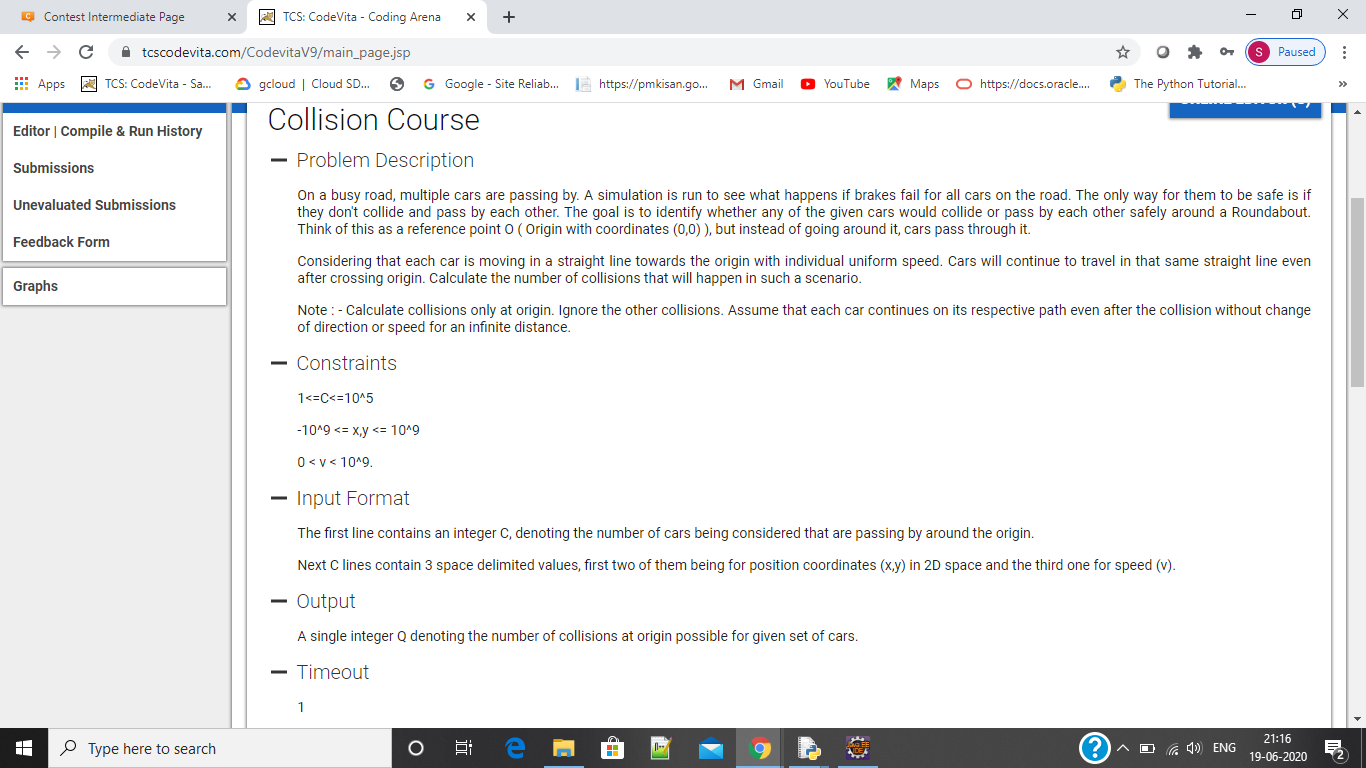 Contest Intermediate Page
TCS: CodeVita - Coding Arena
tcscodevita.com/CodevitaV9/main_page.jsp
S Paused
Apps TCS: CodeVita - Sa... gcloud | Cloud SD... Google - Site Reliab... https://pmkisan.go... Gmail YouTube Maps https://docs.oracle.... The Python Tutorial... »
Editor | Compile & Run History
Submissions
Unevaluated Submissions
Feedback Form
Graphs
Collision Course
Problem Description
On a busy road, multiple cars are passing by. A simulation is run to see what happens if brakes fail for all cars on the road. The only way for them to be safe is if
they don't collide and pass by each other. The goal is to identify whether any of the given cars would collide or pass by each other safely around a Roundabout.
Think of this as a reference point O ( Origin with coordinates (0,0) ), but instead of going around it, cars pass through it.
Considering that each car is moving in a straight line towards the origin with individual uniform speed. Cars will continue to travel in that same straight line even
after crossing origin. Calculate the number of collisions that will happen in such a scenario.
Note : - Calculate collisions only at origin. Ignore the other collisions. Assume that each car continues on its respective path even after the collision without change
of direction or speed for an infinite distance.
Constraints
1<=C<=10^5
-10^9 <= x,y <= 10^9
0 < v < 10^9.
Input Format
The first line contains an integer C, denoting the number of cars being considered that are passing by around the origin.
Next C lines contain 3 space delimited values, first two of them being for position coordinates (x,y) in 2D space and the third one for speed (v).
Output
A single integer Q denoting the number of collisions at origin possible for given set of cars.
Timeout
1
Type here to search
ENG
21:16
19-06-2020
2